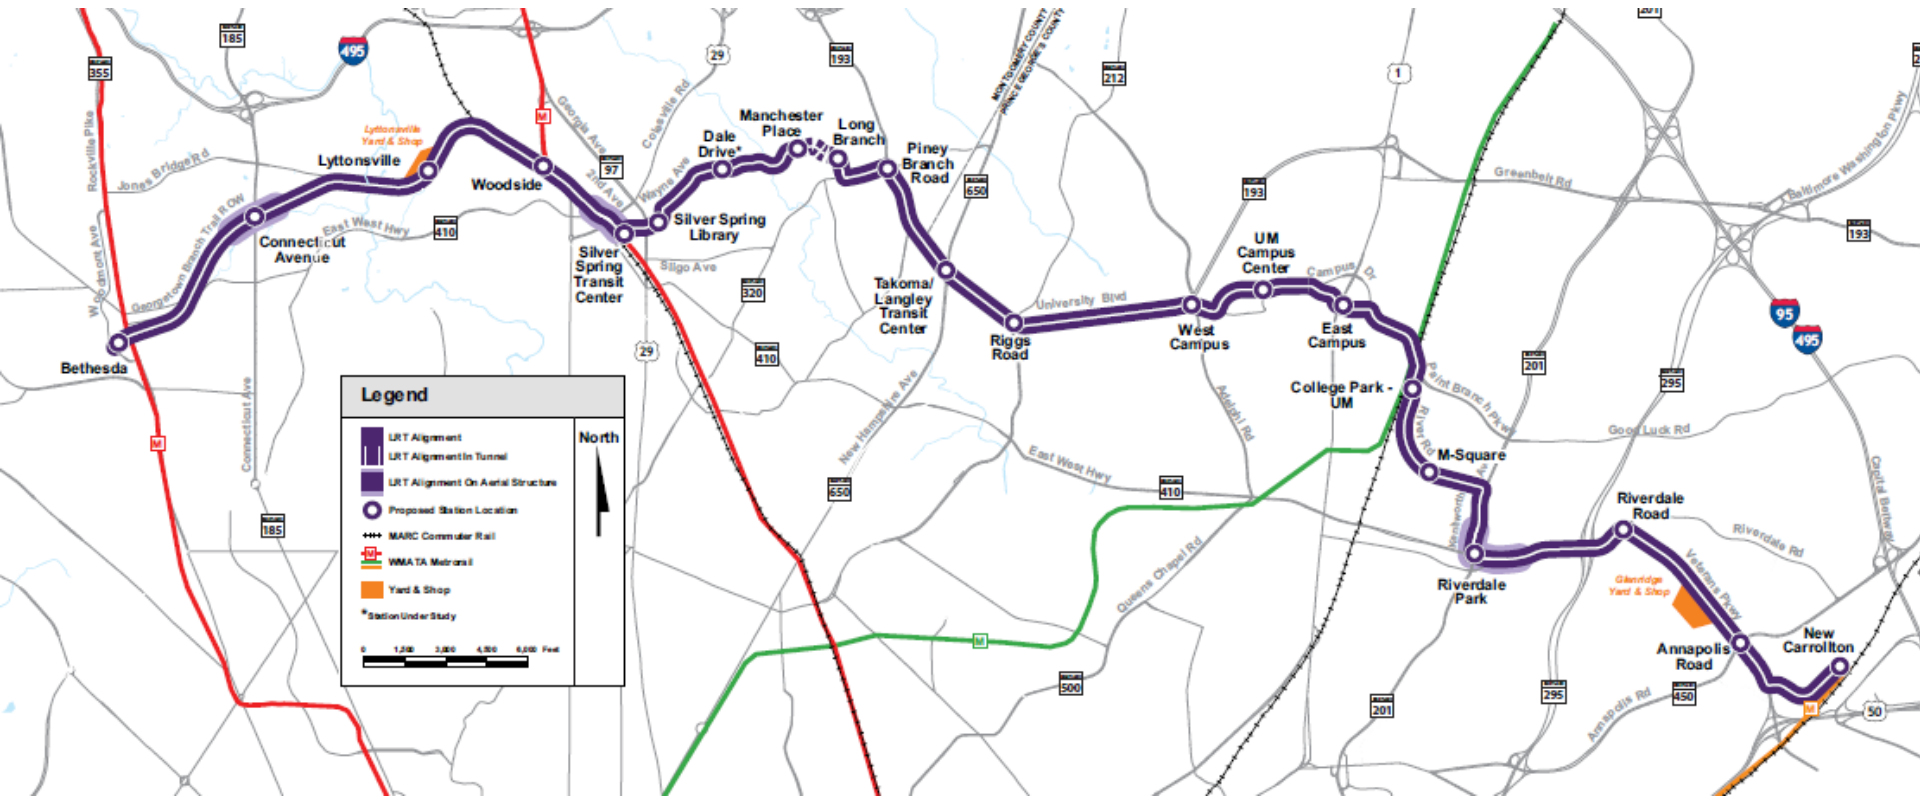 185
495
355
29
193
MONTGOMERY COUNTY
PRINCE GEORGE'S COUNTY
212
1
201
Rockville Pike
Jones Bridge Rd
Lyttonsville
Yard & Shop
Lyttonsville
Woodside
M
Georgia Ave
Colesville Rd
97
2nd Ave
Wayne Ave
Dale
Drive*
Manchester
Place
Long
Branch
Piney
Branch
Road
650
193
Greenbelt Rd
Baltimore Washington Pkwy
193
Woodmont Ave
Georgetown Branch Trail ROW
Connecticut
Avenue
East West Hwy
410
Silver Spring
Library
Silver
Spring
Transit
Center
Sligo Ave
320
Takoma/
Langley
Transit
Center
University Blvd
Riggs
Road
West
Campus
UM
Campus
Center
Campus Dr
East
Campus
95
495
Bethesda
29
410
201
295
College Park -
UM
Paint Branch Pkwy
River Rd
Good Luck Rd
Connecticut Ave
M
185
New Hampshire Ave
650
Adelphi Rd
East West Hwy
410
M-Square
Kenilworth Av
Capital Beltway
Riverdale
Road
Riverdale Rd
Riverdale
Park
Veterans Pkwy
Glenridge
Yard & Shop
Queens Chapel Rd
M
500
201
295
Annapolis Rd
450
Annapolis
Road
New
Carrollton
M
50
Legend
LRT Alignment
LRT Alignment In Tunnel
LRT Alignment On Aerial Structure
Proposed Station Location
MARC Commuter Rail
M
WMATA Metrorail
Yard & Shop
*Station Under Study
0 1,500 3,000 4,500 6,000 Feet
North